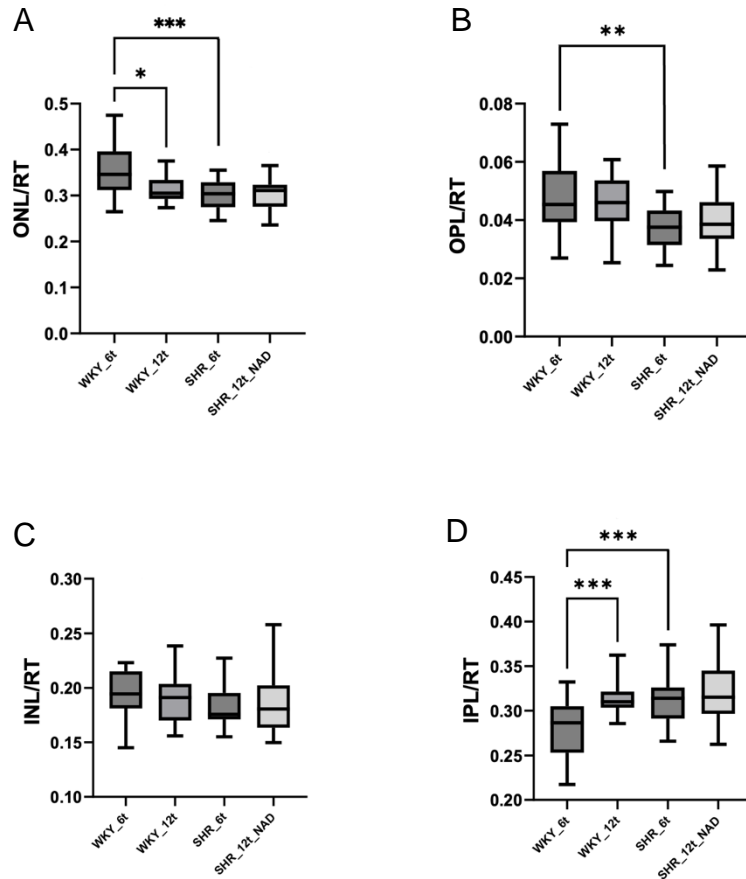 A
***
*
ONL/RT
0.5
0.4
0.3
0.2
0.1
0.0
WKY_6t
WKY_12t
SHR_6t
SHR_12t_NAD
B
**
OPL/RT
0.08
0.06
0.04
0.02
0.00
WKY_6t
WKY_12t
SHR_6t
SHR_12t_NAD
C
INL/RT
0.30
0.25
0.20
0.15
0.10
WKY_6t
WKY_12t
SHR_6t
SHR_12t_NAD
D
***
***
IPL/RT
0.45
0.40
0.35
0.30
0.25
0.20
WKY_6t
WKY_12t
SHR_6t
SHR_12t_NAD